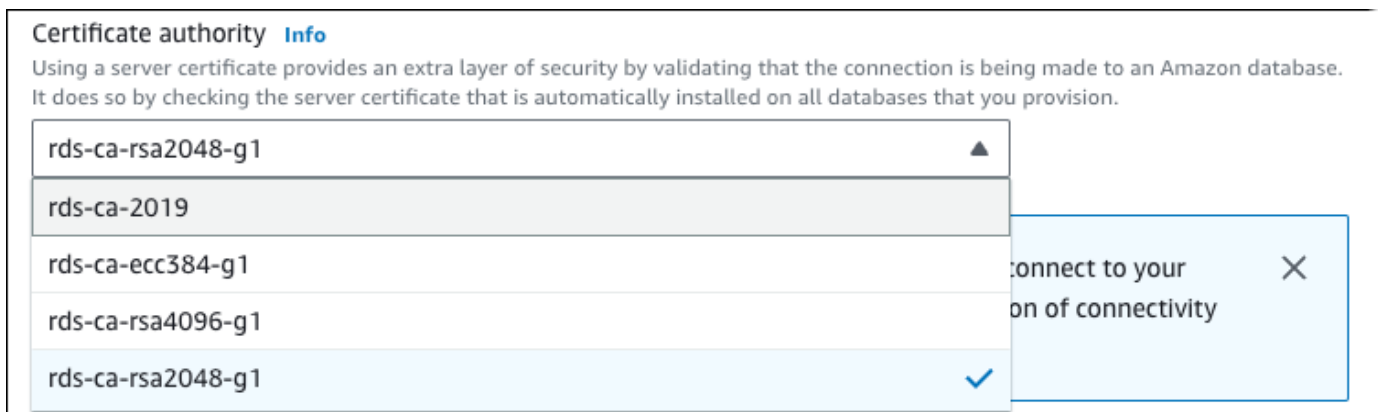 Certificate authority Info
Using a server certificate provides an extra layer of security by validating that the connection is being made to an Amazon database.
It does so by checking the server certificate that is automatically installed on all databases that you provision.
rds-ca-rsa2048-g1
rds-ca-2019
rds-ca-ecc384-g1
connect to your
rds-ca-rsa4096-g1
on of connectivity
rds-ca-rsa2048-g1